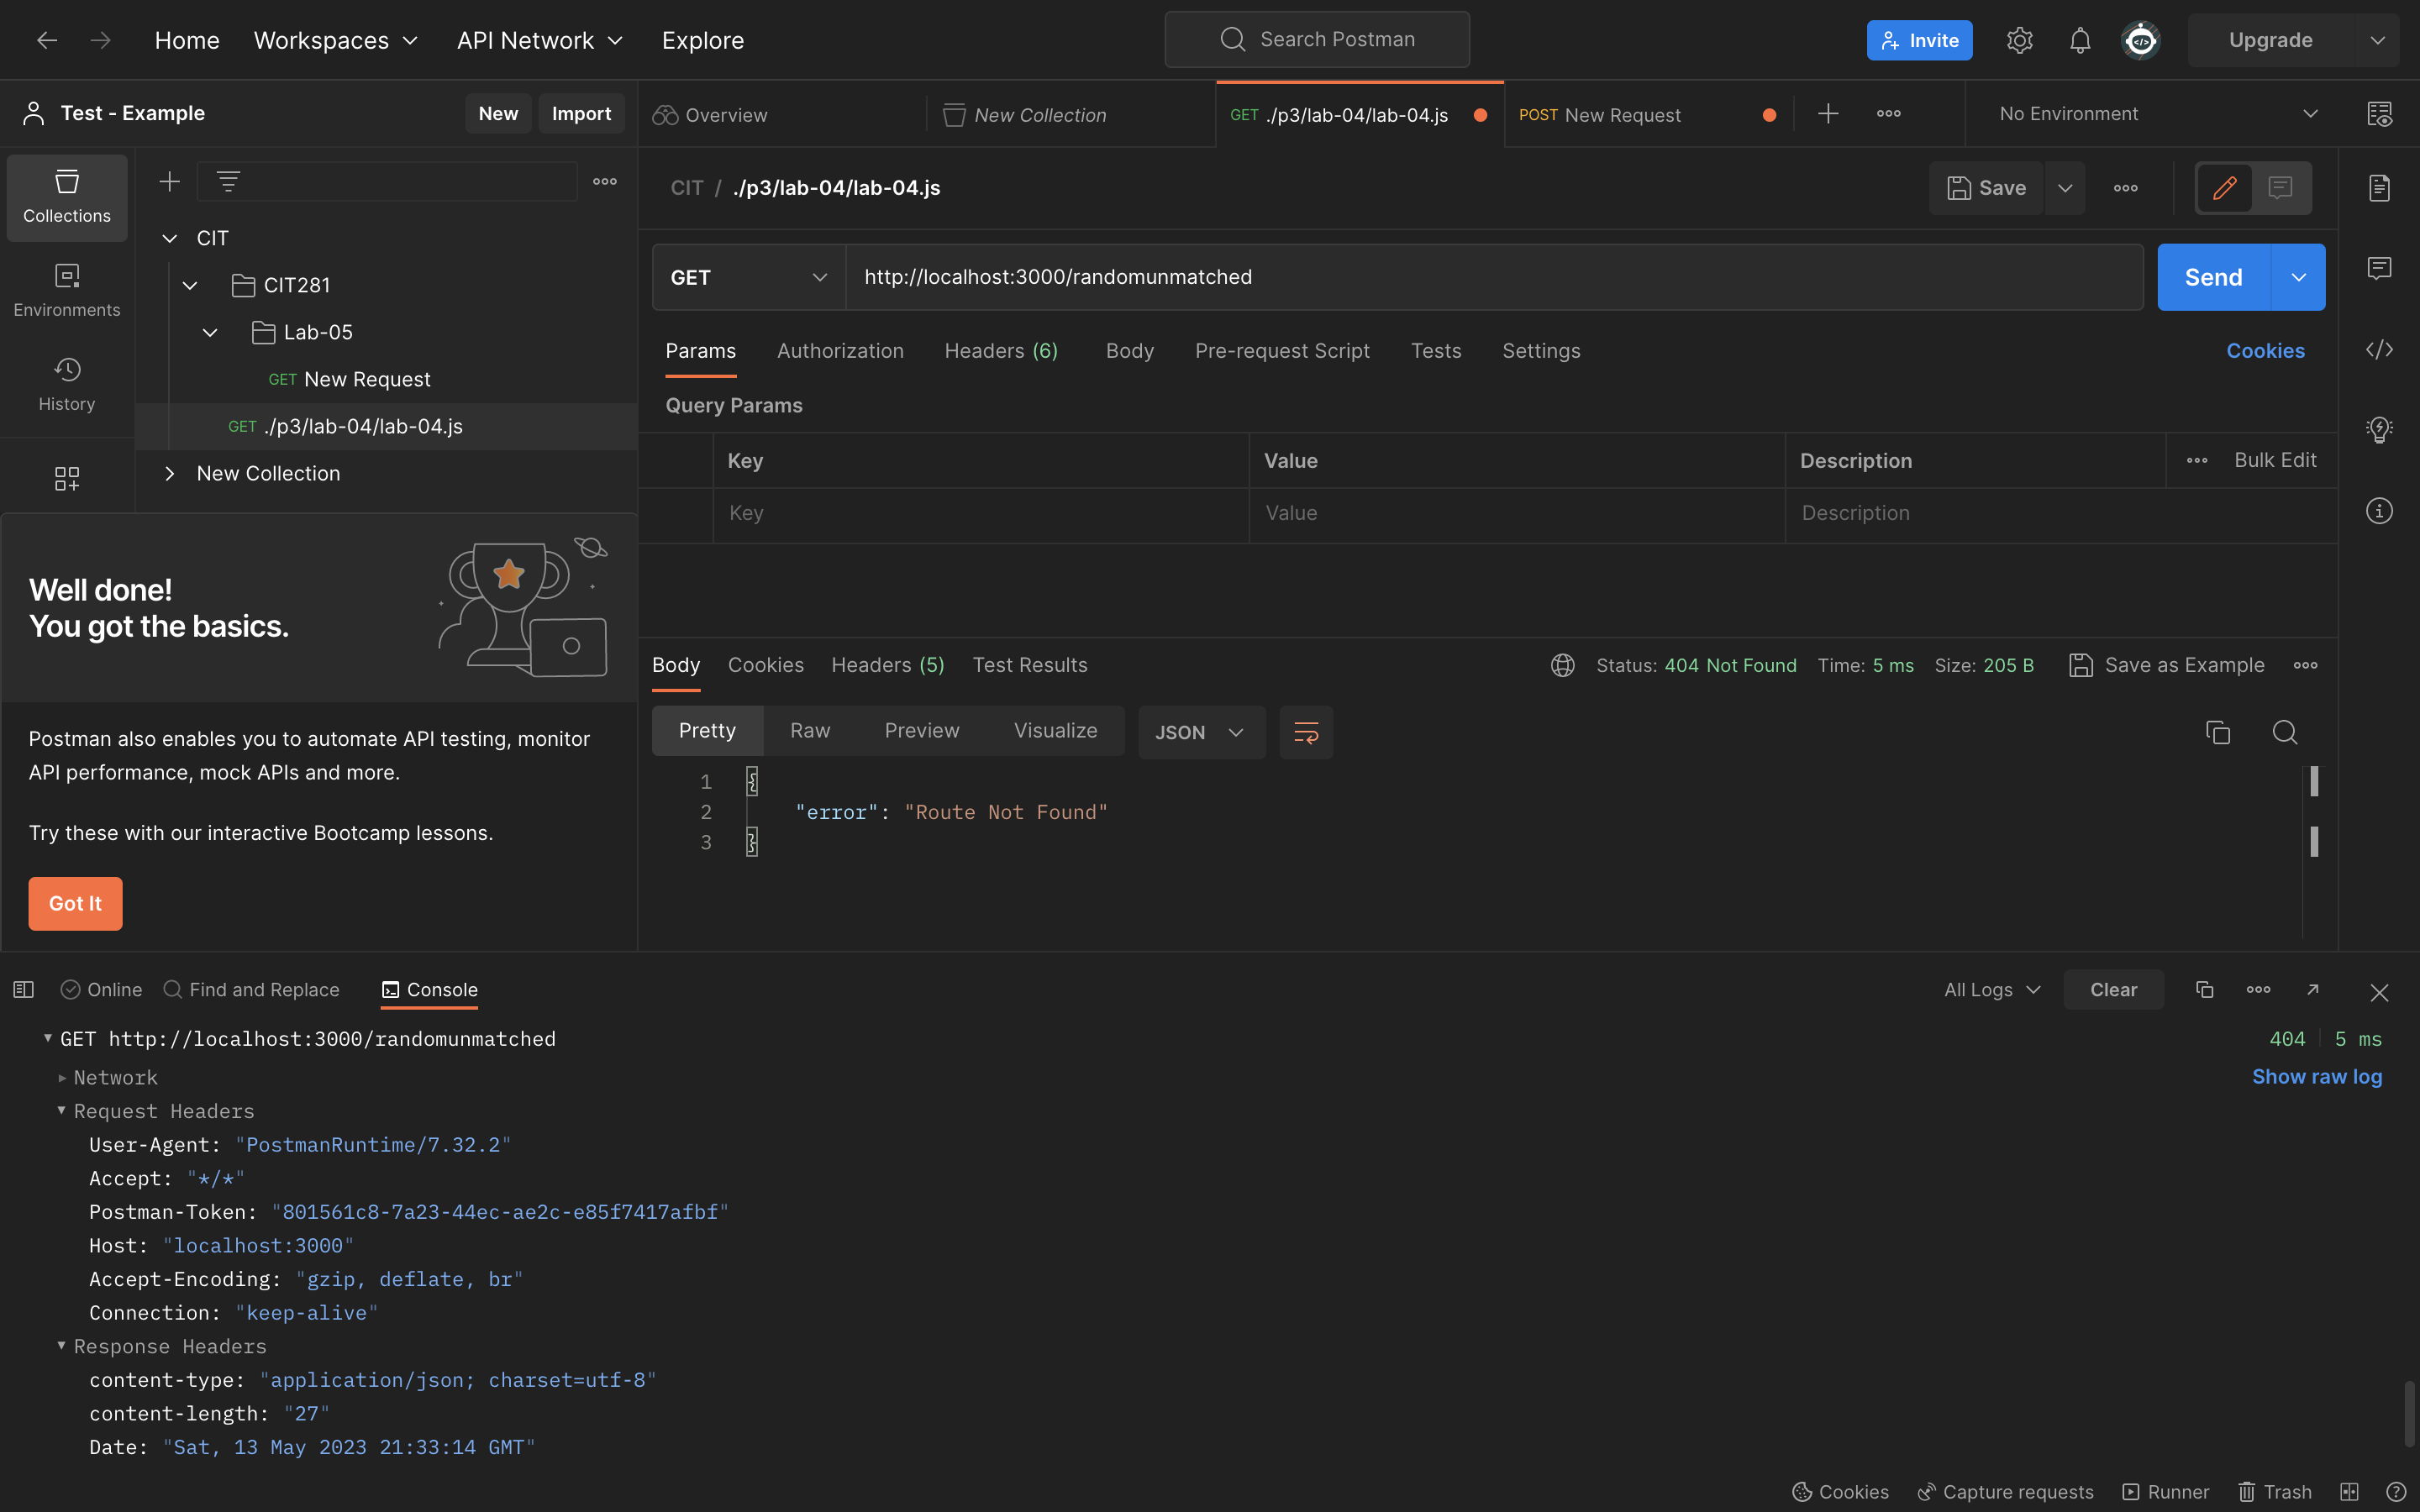 Home Workspaces API Network Explore Search Postman Invite Upgrade
Test - Example New Import
Overview New Collection GET ./p3/lab-04/lab-04.js POST New Request No Environment
Collections
Environments
History
CIT
CIT281
Lab-05
GET New Request
GET ./p3/lab-04/lab-04.js
New Collection
Well done!
You got the basics.
Postman also enables you to automate API testing, monitor
API performance, mock APIs and more.
Try these with our interactive Bootcamp lessons.
Got It
CIT / ./p3/lab-04/lab-04.js Save
GET http://localhost:3000/randomunmatched Send
Params Authorization Headers (6) Body Pre-request Script Tests Settings Cookies
Query Params
Key Value Description Bulk Edit
Key Value Description
Body Cookies Headers (5) Test Results Status: 404 Not Found Time: 5 ms Size: 205 B Save as Example
Pretty Raw Preview Visualize JSON
1 {
2 "error": "Route Not Found"
3 }
Online Find and Replace Console All Logs Clear
GET http://localhost:3000/randomunmatched 404 5 ms
Network Show raw log
Request Headers
User-Agent: "PostmanRuntime/7.32.2"
Accept: "*/*"
Postman-Token: "801561c8-7a23-44ec-ae2c-e85f7417afbf"
Host: "localhost:3000"
Accept-Encoding: "gzip, deflate, br"
Connection: "keep-alive"
Response Headers
content-type: "application/json; charset=utf-8"
content-length: "27"
Date: "Sat, 13 May 2023 21:33:14 GMT"
Cookies Capture requests Runner Trash